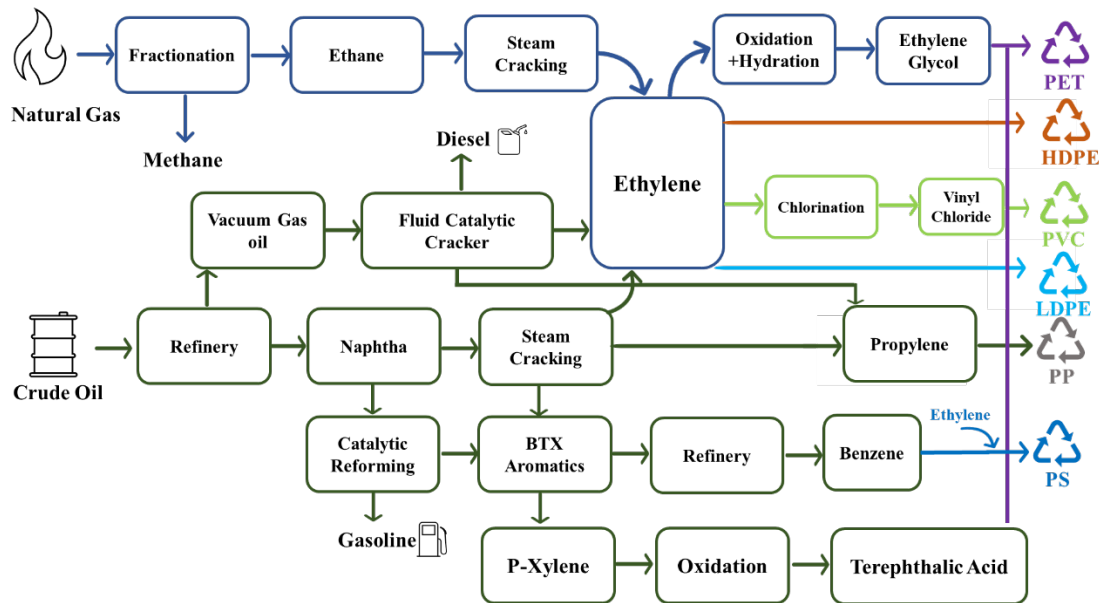 Fractionation
Ethane
Steam
Cracking
Oxidation
+Hydration
Ethylene
Glycol
PET
Natural Gas
Methane
Diesel
HDPE
Ethylene
Chlorination
Vinyl
Chloride
PVC
Vacuum Gas
oil
Fluid Catalytic
Cracker
LDPE
Crude Oil
Refinery
Naphtha
Steam
Cracking
Propylene
PP
Catalytic
Reforming
BTX
Aromatics
Refinery
Benzene
Ethylene
PS
Gasoline
P-Xylene
Oxidation
Terephthalic Acid